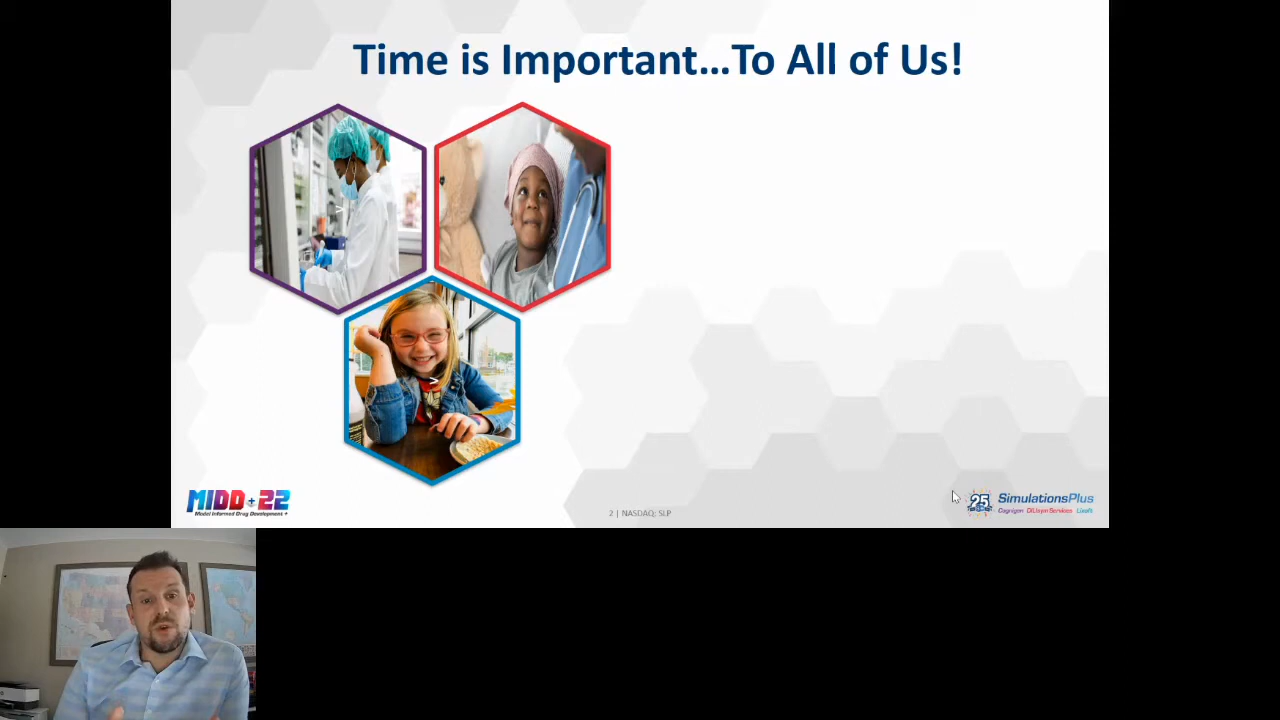 Time is Important...To All of Us!
>
>
MIDD+22
Model Informed Drug Development +
2 | NASDAQ: SLP
25
SimulationsPlus
Cognigen DILIsym Services Lixoft